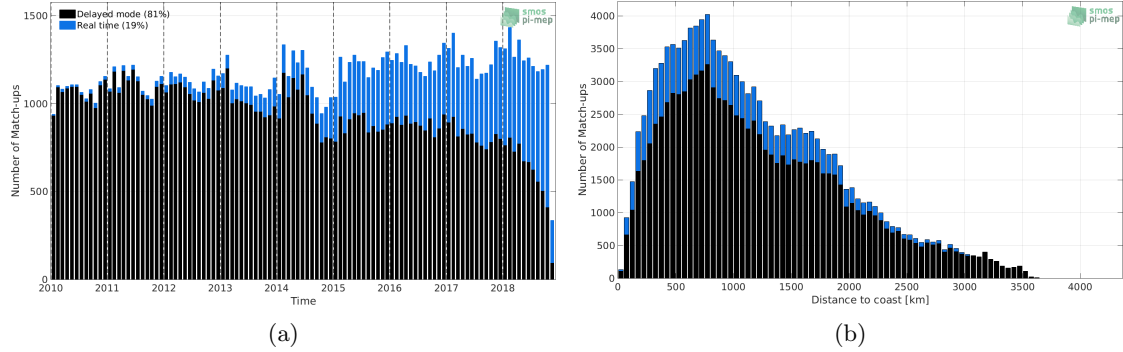 Delayed mode (81%)
Real time (19%)
smos
pi-mep
1500
1000
500
0
Number of Match-ups
2010 2011 2012 2013 2014 2015 2016 2017 2018
Time
(a)
smos
pi-mep
4000
3500
3000
2500
2000
1500
1000
500
0
Number of Match-ups
0 500 1000 1500 2000 2500 3000 3500 4000
Distance to coast [km]
(b)